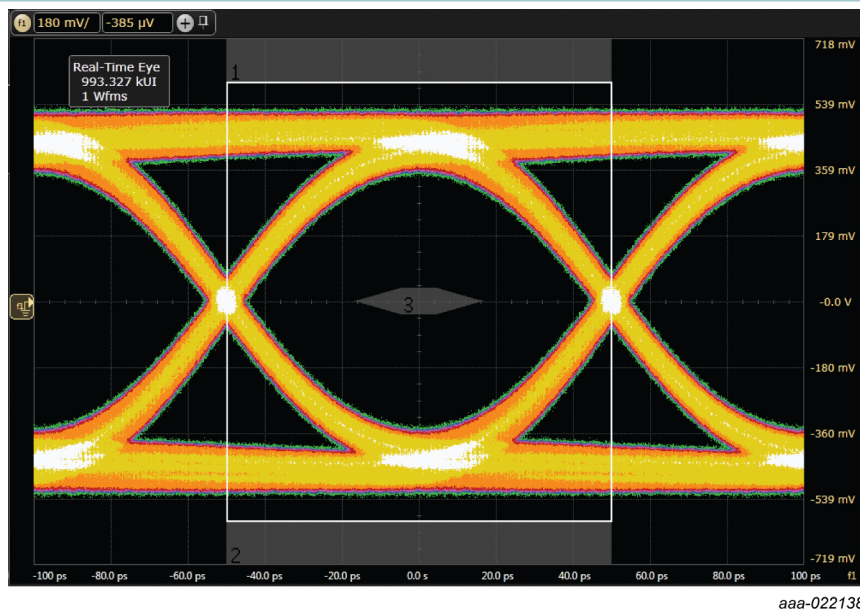 f1 180 mV/ -385 µV +
718 mV
Real-Time Eye
993.327 kUI
1 Wfms
1
539 mV
359 mV
179 mV
3
-0.0 V
-180 mV
-360 mV
-539 mV
2
-719 mV
-100 ps -80.0 ps -60.0 ps -40.0 ps -20.0 ps 0.0 s 20.0 ps 40.0 ps 60.0 ps 80.0 ps 100 ps f1
aaa-022138